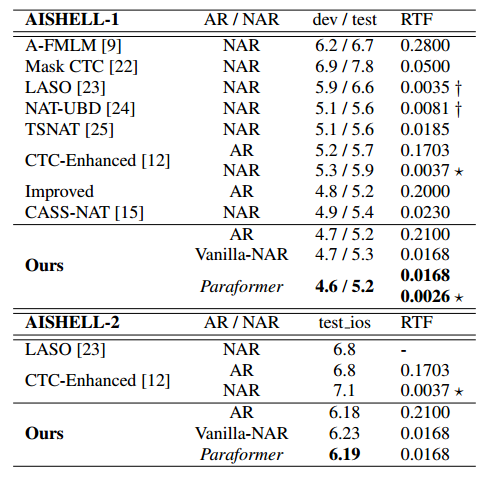 AISHELL-1 AR / NAR dev / test RTF
A-FMLM [9] NAR 6.2 / 6.7 0.2800
Mask CTC [22] NAR 6.9 / 7.8 0.0500
LASO [23] NAR 5.9 / 6.6 0.0035 †
NAT-UBD [24] NAR 5.1 / 5.6 0.0081 †
TSNAT [25] NAR 5.1 / 5.6 0.0185
CTC-Enhanced [12] AR 5.2 / 5.7 0.1703
NAR 5.3 / 5.9 0.0037 ⋆
Improved AR 4.8 / 5.2 0.2000
CASS-NAT [15] NAR 4.9 / 5.4 0.0230
Ours AR 4.7 / 5.2 0.2100
Vanilla-NAR 4.7 / 5.3 0.0168
Paraformer 4.6 / 5.2 0.0168
0.0026 ⋆
AISHELL-2 AR / NAR test_ios RTF
LASO [23] NAR 6.8 -
CTC-Enhanced [12] AR 6.8 0.1703
NAR 7.1 0.0037 ⋆
Ours AR 6.18 0.2100
Vanilla-NAR 6.23 0.0168
Paraformer 6.19 0.0168